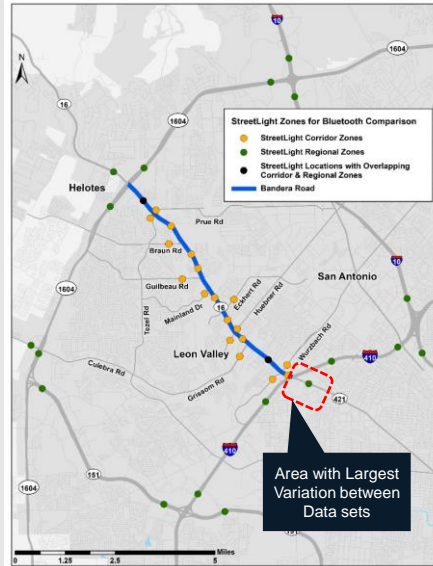 10
1604
N
16
1604
StreetLight Zones for Bluetooth Comparison
StreetLight Corridor Zones
StreetLight Regional Zones
StreetLight Locations with Overlapping
Corridor & Regional Zones
Bandera Road
Helotes
Prue Rd
Braun Rd
10
San Antonio
1604
Guilbeau Rd
Eckhert Rd
Huebner Rd
Tezel Rd
Mainland Dr
16
Wurzbach Rd
410
Leon Valley
Culebra Rd
Grissom Rd
421
151
1604
410
Area with Largest
Variation between
Data sets
Miles
0
1.25
2.5
5